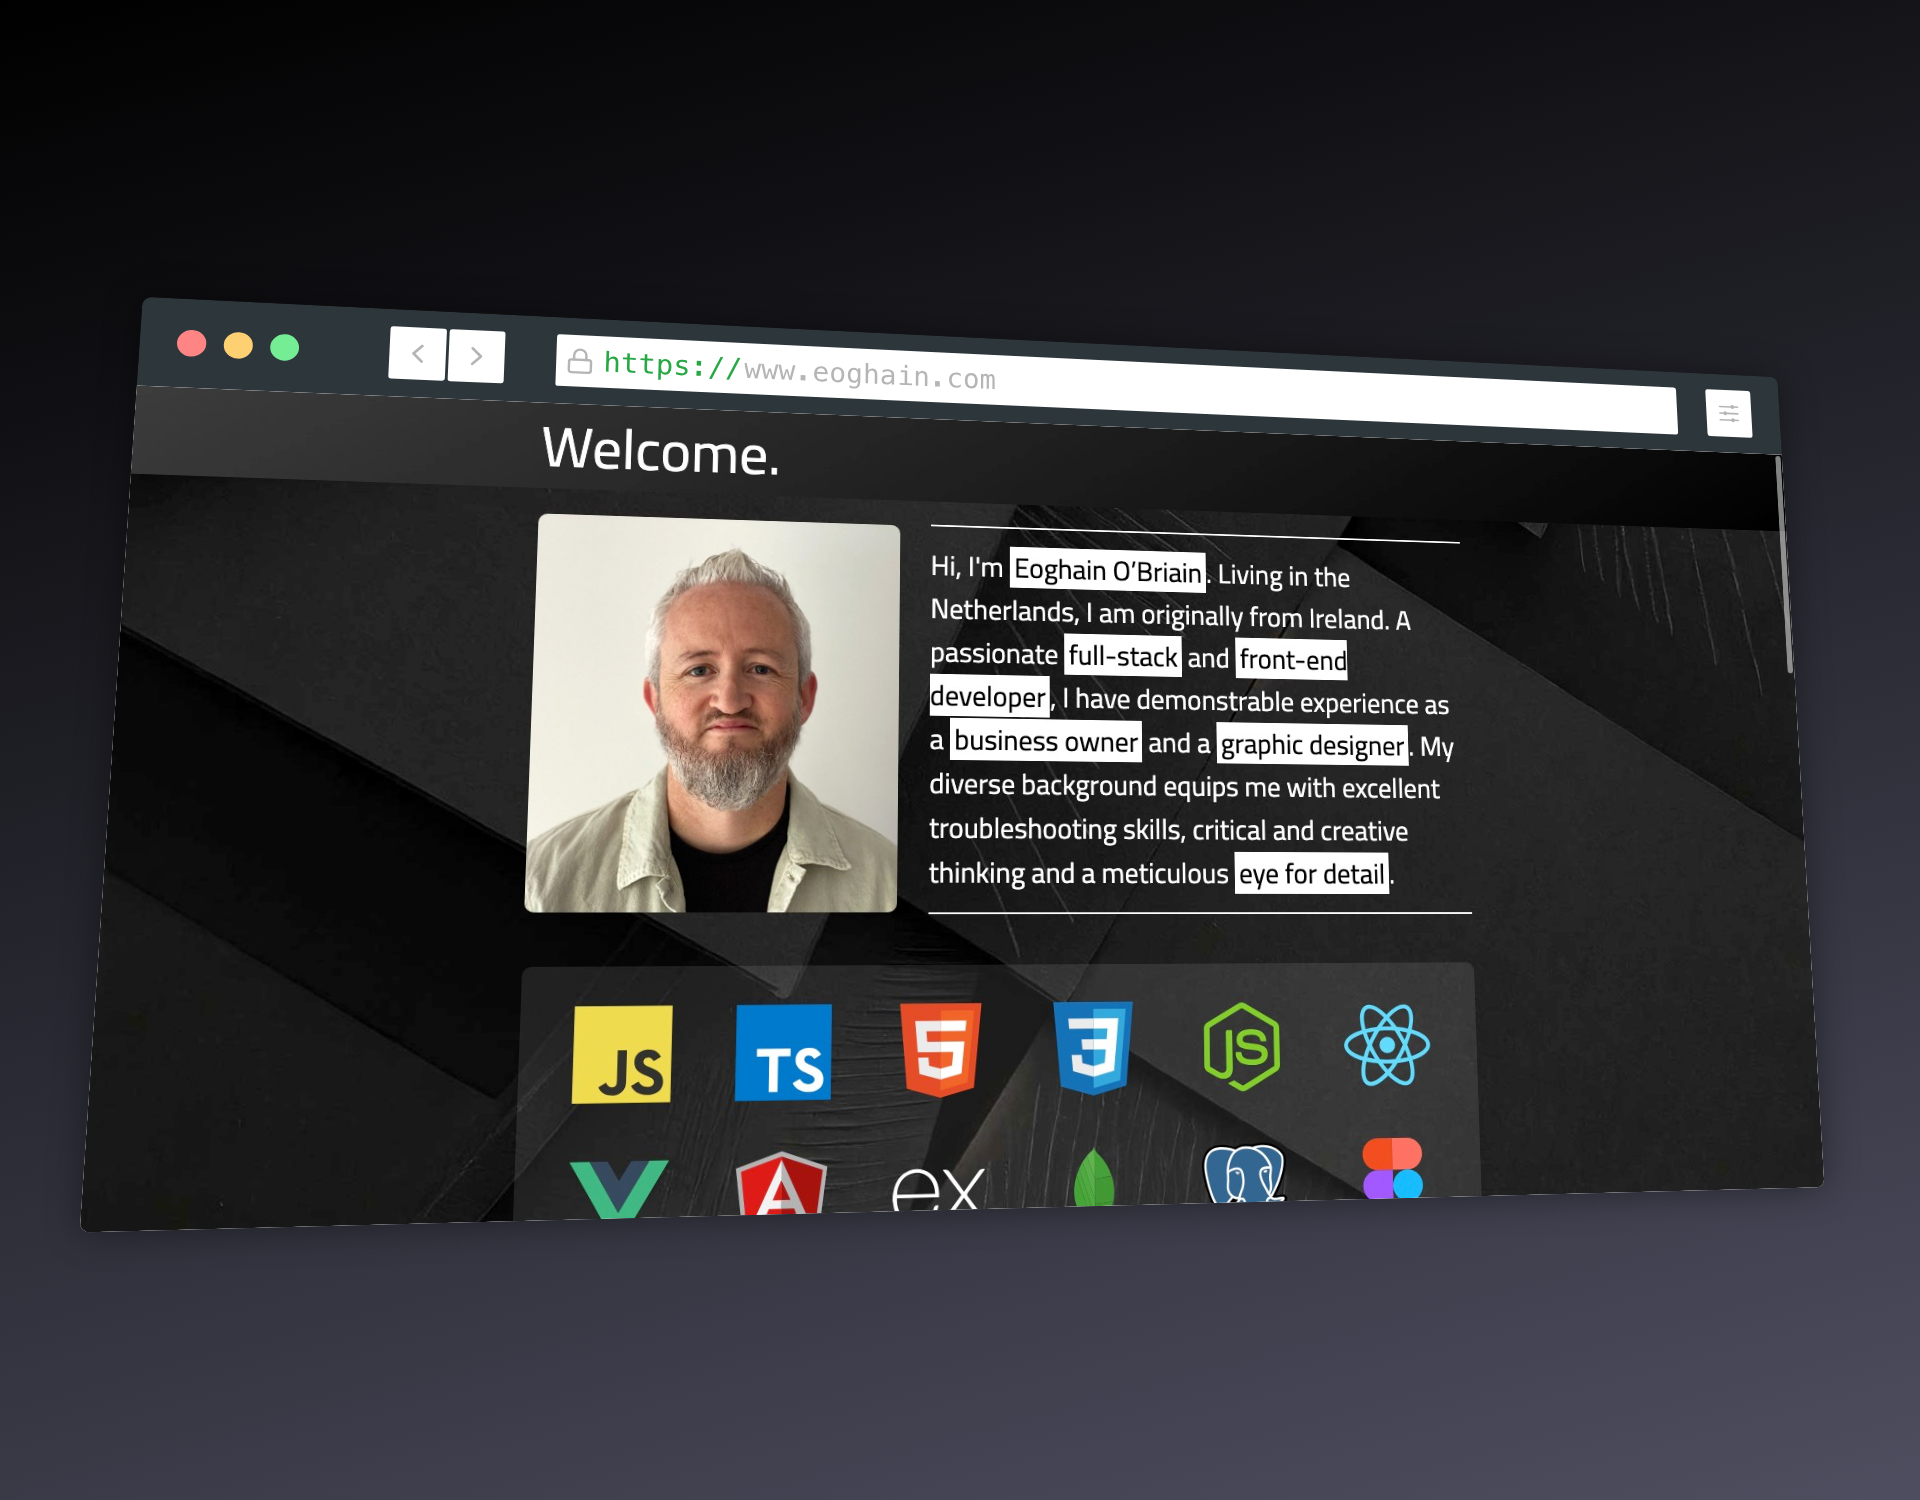 https://www.eoghain.com
Welcome.
Hi, I'm Eoghain O’Briain. Living in the
Netherlands, I am originally from Ireland. A
passionate full-stack and front-end
developer, I have demonstrable experience as
a business owner and a graphic designer. My
diverse background equips me with excellent
troubleshooting skills, critical and creative
thinking and a meticulous eye for detail.
JS TS 5 3 JS
A ex